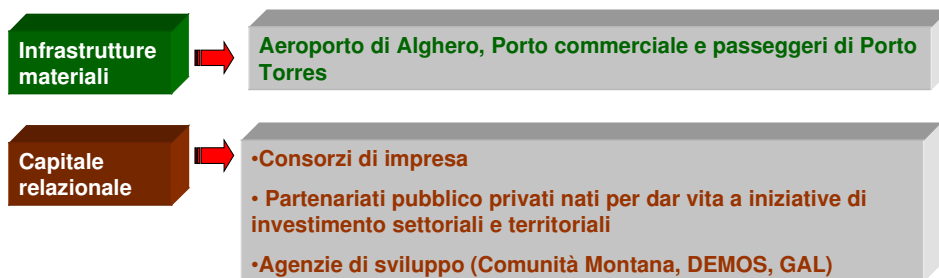 Infrastrutture
materiali
Aeroporto di Alghero, Porto commerciale e passeggeri di Porto
Torres
Capitale
relazionale
•Consorzi di impresa
• Partenariati pubblico privati nati per dar vita a iniziative di
investimento settoriali e territoriali
•Agenzie di sviluppo (Comunità Montana, DEMOS, GAL)